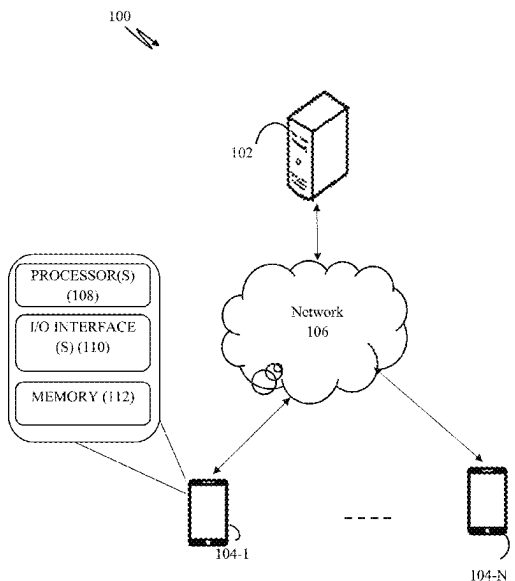 100
102
PROCESSOR(S)
(108)
I/O INTERFACE
(S) (110)
MEMORY (112)
Network
106
104-1
104-N